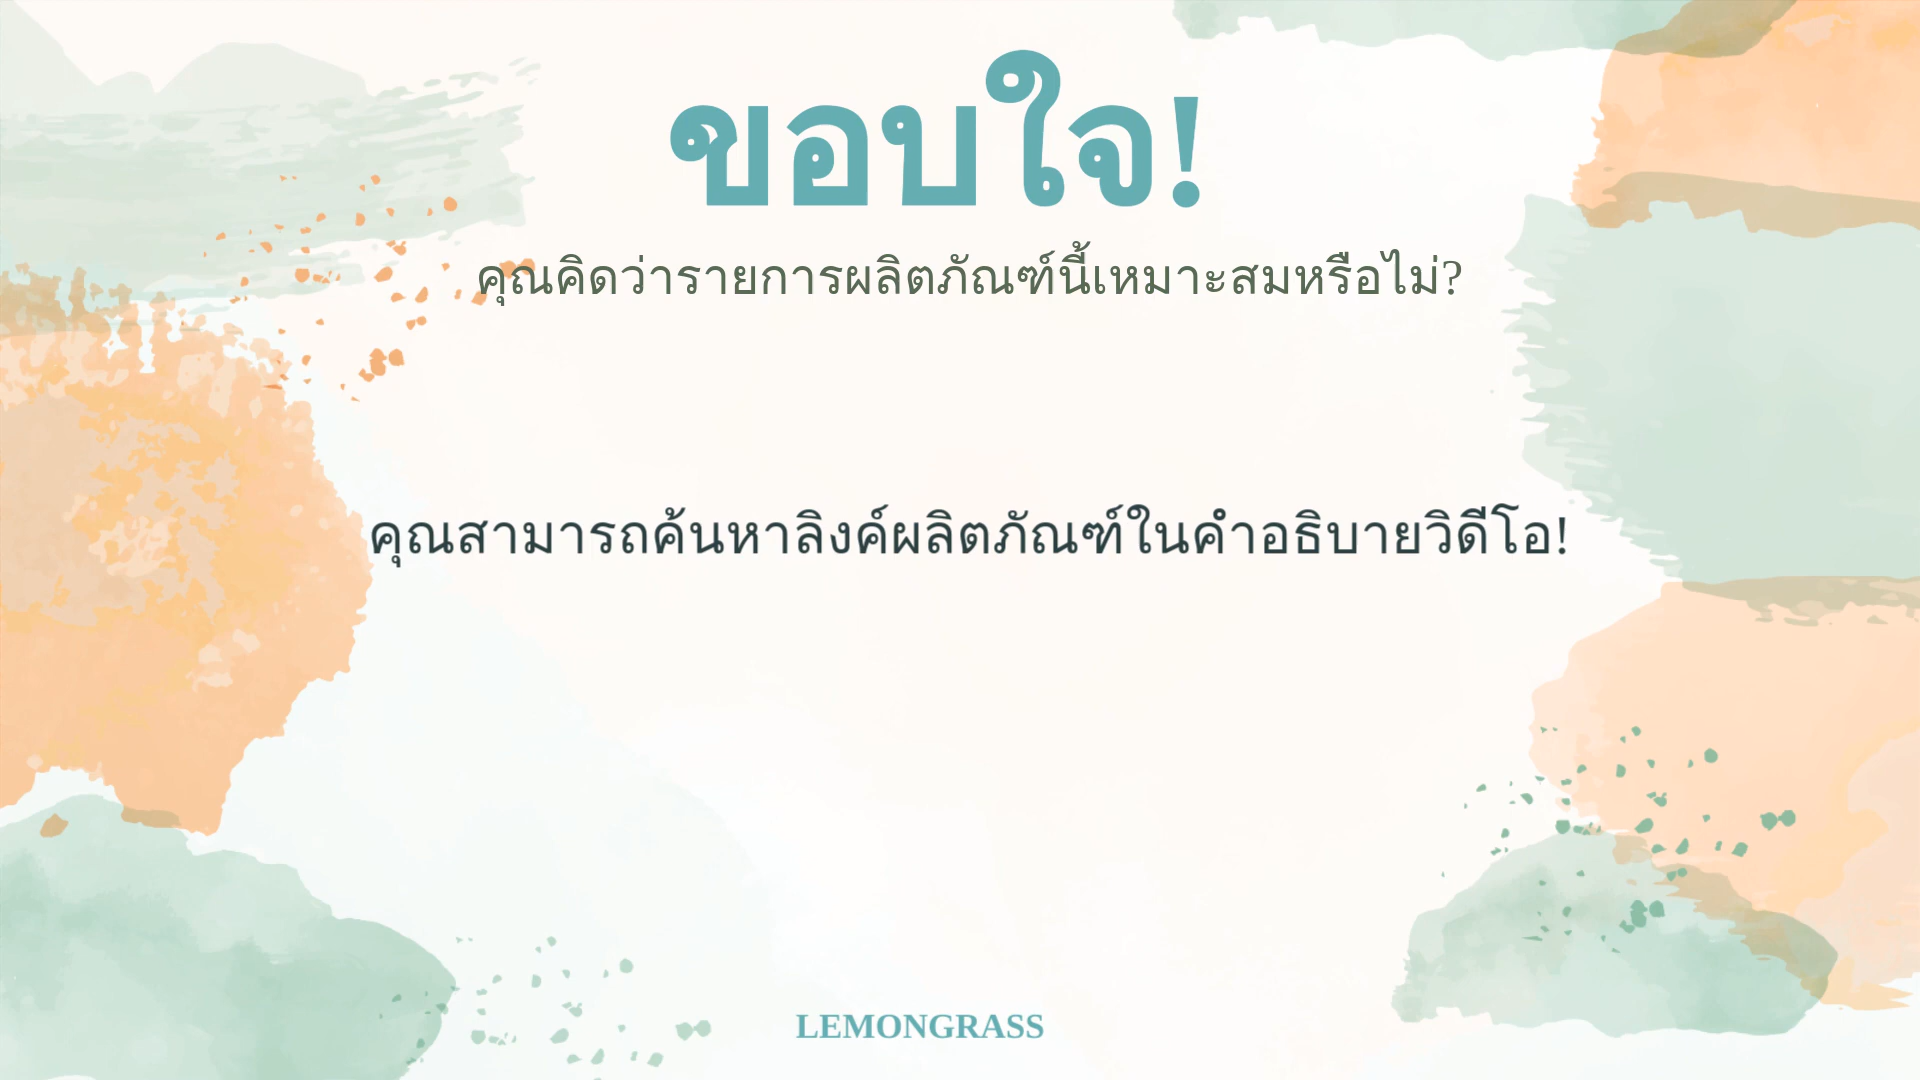 ขอบใจ!
คุณคิดว่ารายการผลิตภัณฑ์นี้เหมาะสมหรือไม่?
คุณสามารถค้นหาลิงค์ผลิตภัณฑ์ในคำอธิบายวิดีโอ!
LEMONGRASS